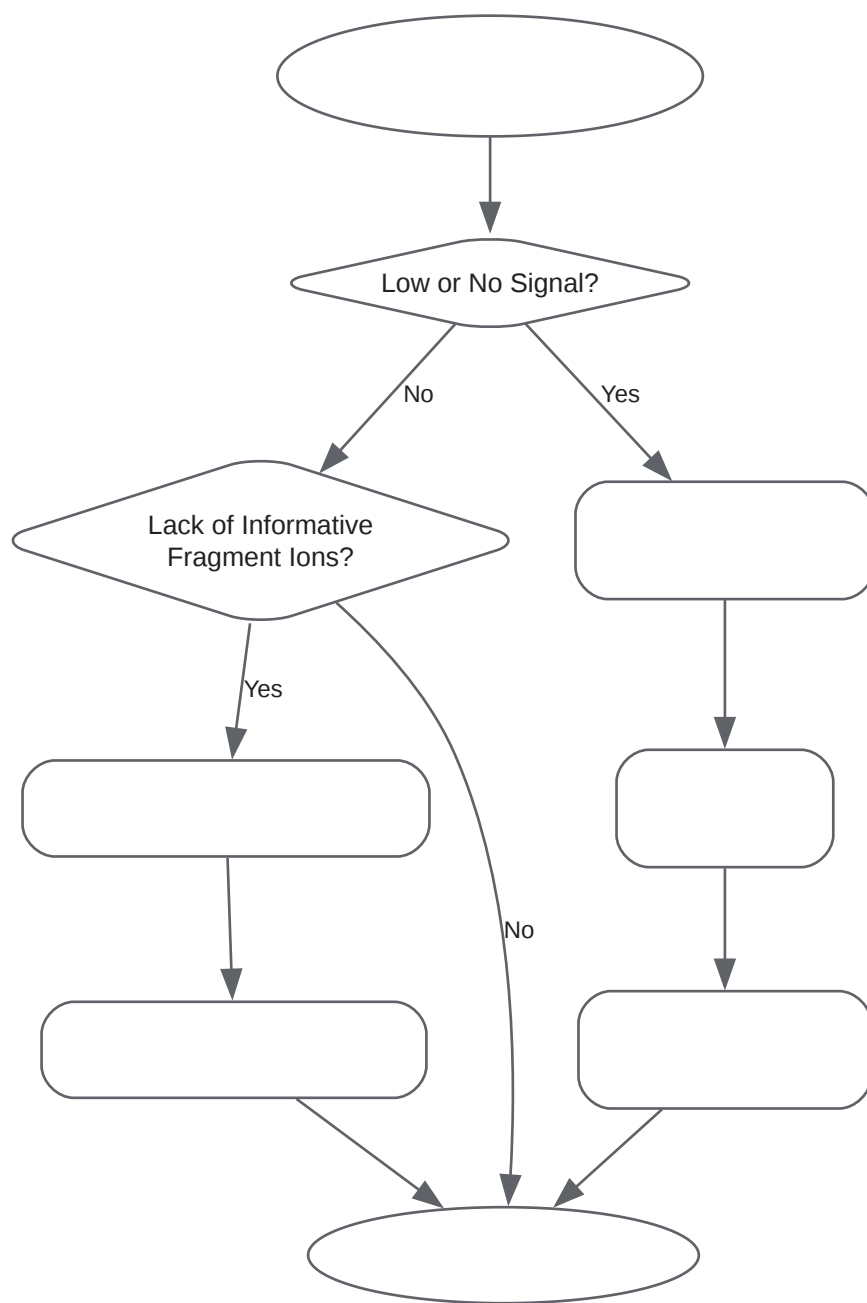 Low or No Signal?
No
Yes
Lack of Informative
Fragment Ions?
Yes
No